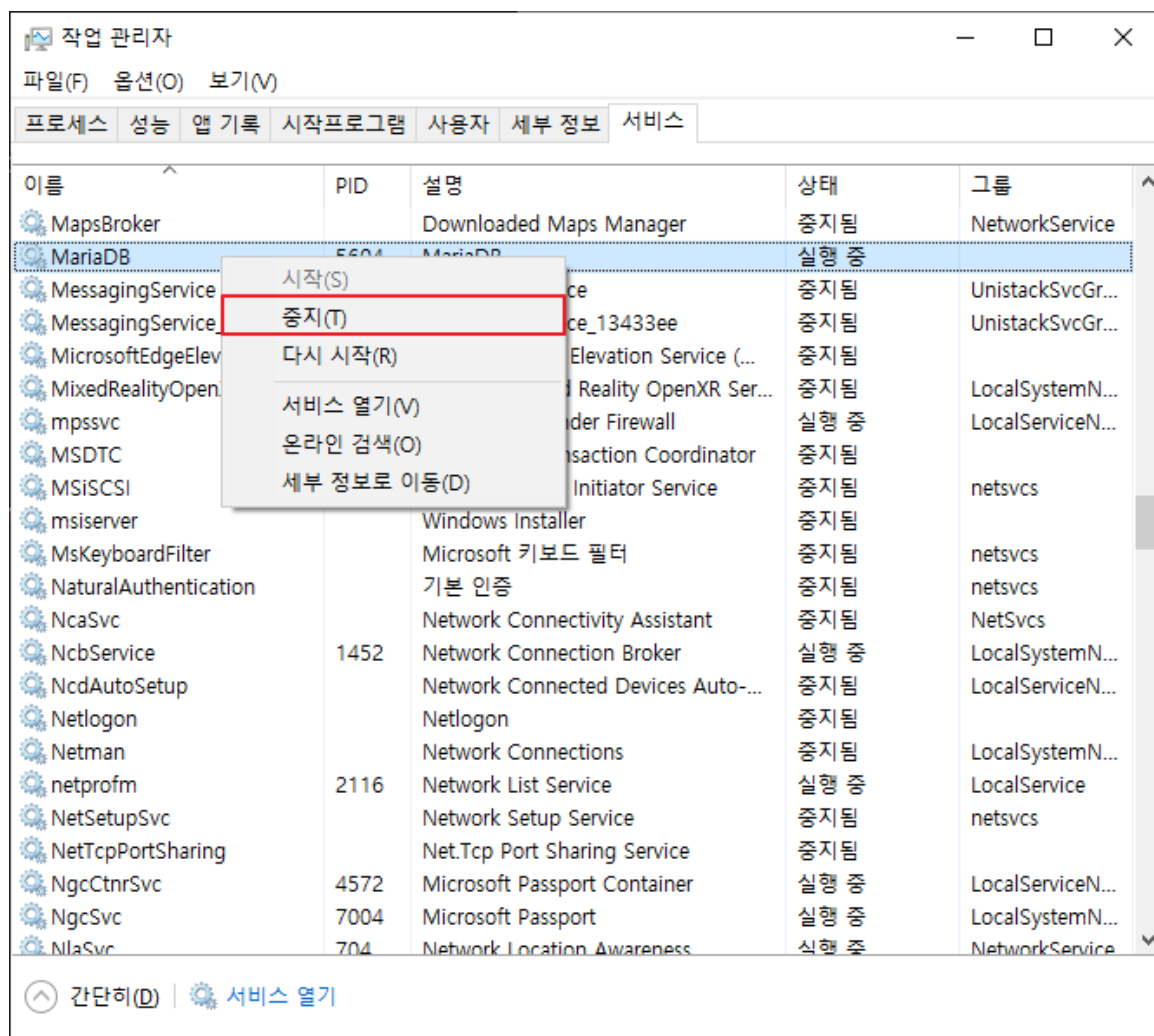 작업 관리자
파일(F) 옵션(O) 보기(V)
프로세스 성능 앱 기록 시작프로그램 사용자 세부 정보 서비스
이름 PID 설명 상태 그룹
MapsBroker Downloaded Maps Manager 중지됨 NetworkService
MariaDB 5604 MariaDB 실행 중
시작(S)
MessagingService ce 중지됨 UnistackSvcGr...
중지(T)
MessagingService_ ce_13433ee 중지됨 UnistackSvcGr...
다시 시작(R)
MicrosoftEdgeElev Elevation Service (... 중지됨
MixedRealityOpen. d Reality OpenXR Ser... 중지됨 LocalSystemN...
서비스 열기(V)
mpssvc nder Firewall 실행 중 LocalServiceN...
온라인 검색(O)
MSDTC nsaction Coordinator 중지됨
세부 정보로 이동(D)
MSiSCSI Initiator Service 중지됨 netsvcs
msiserver Windows Installer 중지됨
MsKeyboardFilter Microsoft 키보드 필터 중지됨 netsvcs
NaturalAuthentication 기본 인증 중지됨 netsvcs
NcaSvc Network Connectivity Assistant 중지됨 NetSvcs
NcbService 1452 Network Connection Broker 실행 중 LocalSystemN...
NcdAutoSetup Network Connected Devices Auto-... 중지됨 LocalServiceN...
Netlogon Netlogon 중지됨
Netman Network Connections 중지됨 LocalSystemN...
netprofm 2116 Network List Service 실행 중 LocalService
NetSetupSvc Network Setup Service 중지됨 netsvcs
NetTcpPortSharing Net.Tcp Port Sharing Service 중지됨
NgcCtnrSvc 4572 Microsoft Passport Container 실행 중 LocalServiceN...
NgcSvc 7004 Microsoft Passport 실행 중 LocalSystemN...
NlaSvc 704 Network Location Awareness 실행 중 NetworkService
간단히(D) 서비스 열기